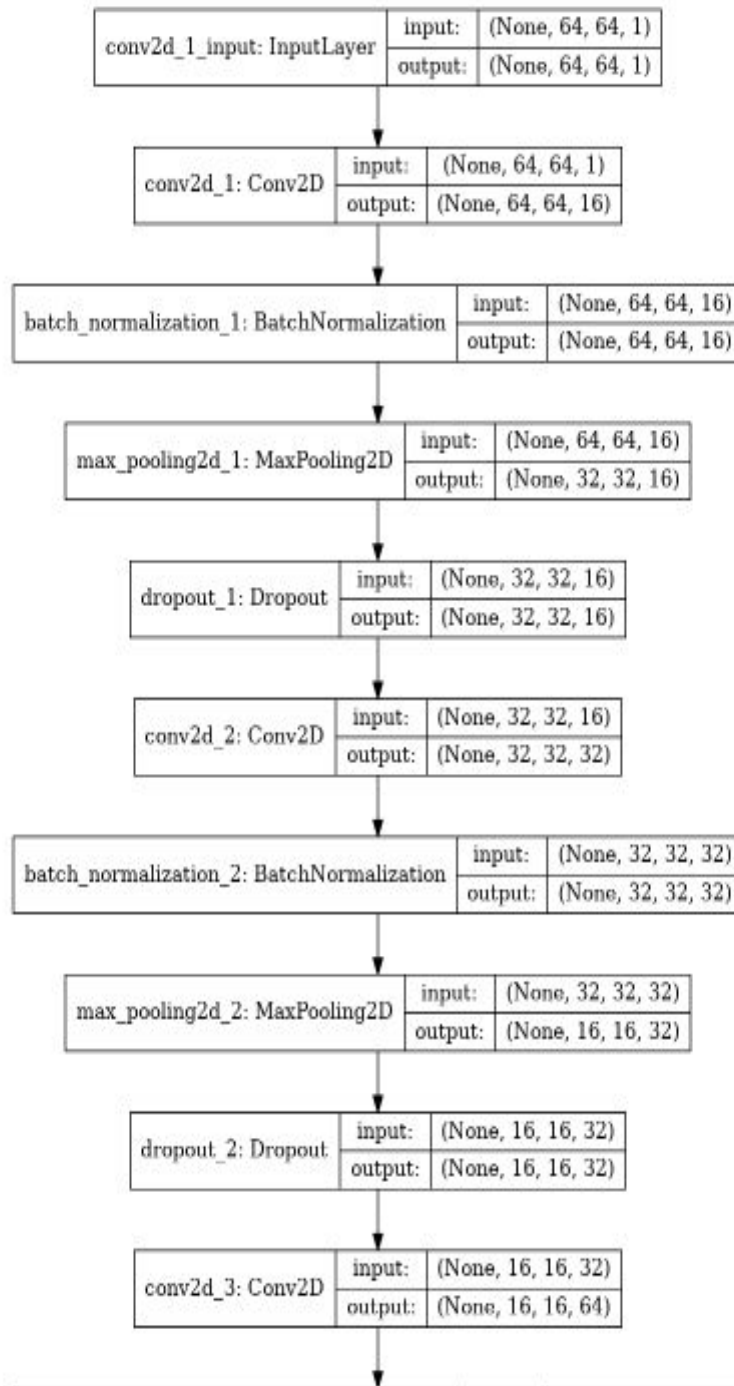 conv2d_1_input: InputLayer
input: (None, 64, 64, 1)
output: (None, 64, 64, 1)
conv2d_1: Conv2D
input: (None, 64, 64, 1)
output: (None, 64, 64, 16)
batch_normalization_1: BatchNormalization
input: (None, 64, 64, 16)
output: (None, 64, 64, 16)
max_pooling2d_1: MaxPooling2D
input: (None, 64, 64, 16)
output: (None, 32, 32, 16)
dropout_1: Dropout
input: (None, 32, 32, 16)
output: (None, 32, 32, 16)
conv2d_2: Conv2D
input: (None, 32, 32, 16)
output: (None, 32, 32, 32)
batch_normalization_2: BatchNormalization
input: (None, 32, 32, 32)
output: (None, 32, 32, 32)
max_pooling2d_2: MaxPooling2D
input: (None, 32, 32, 32)
output: (None, 16, 16, 32)
dropout_2: Dropout
input: (None, 16, 16, 32)
output: (None, 16, 16, 32)
conv2d_3: Conv2D
input: (None, 16, 16, 32)
output: (None, 16, 16, 64)